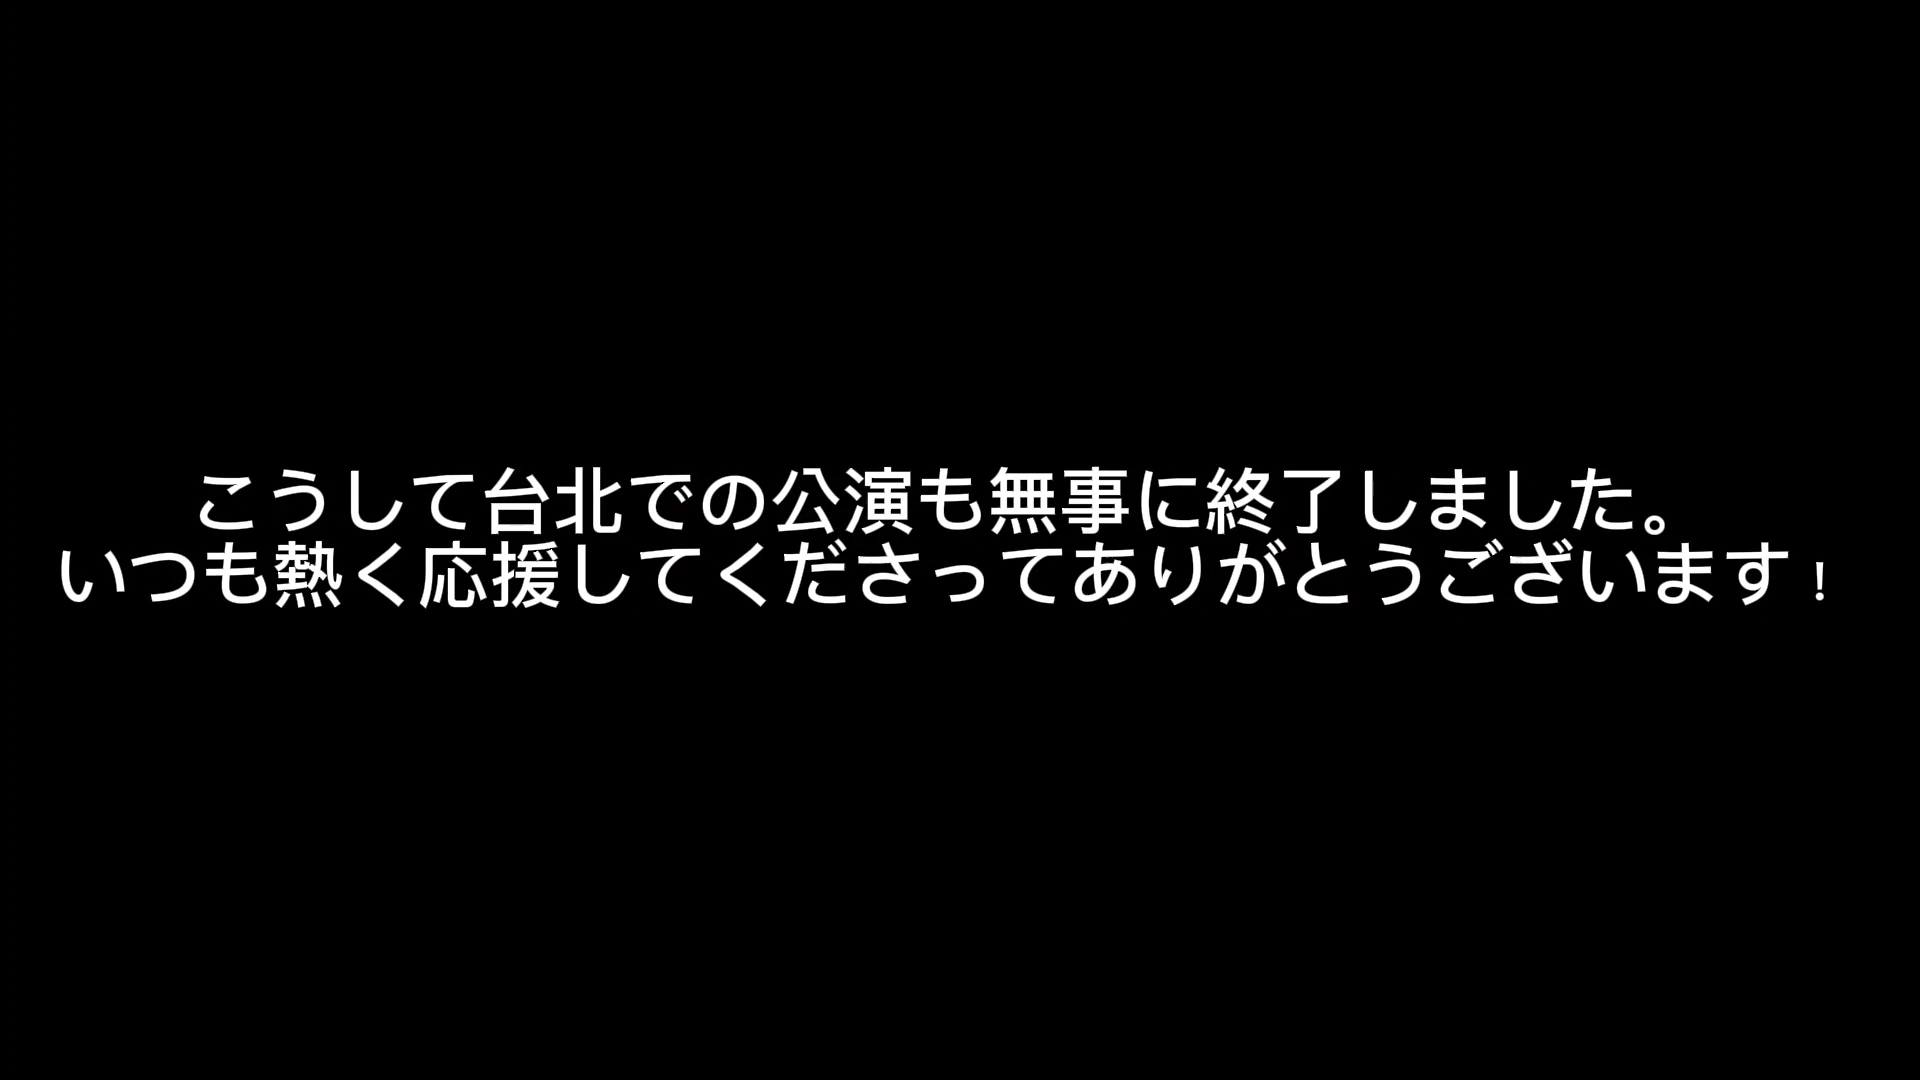 こうして台北での公演も無事に終了しました。
いつも熱く応援してくださってありがとうございます！